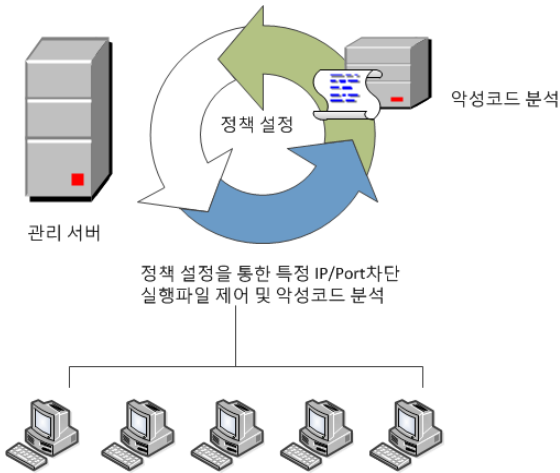 정책 설정
악성코드 분석
관리 서버
정책 설정을 통한 특정 IP/Port차단
실행파일 제어 및 악성코드 분석